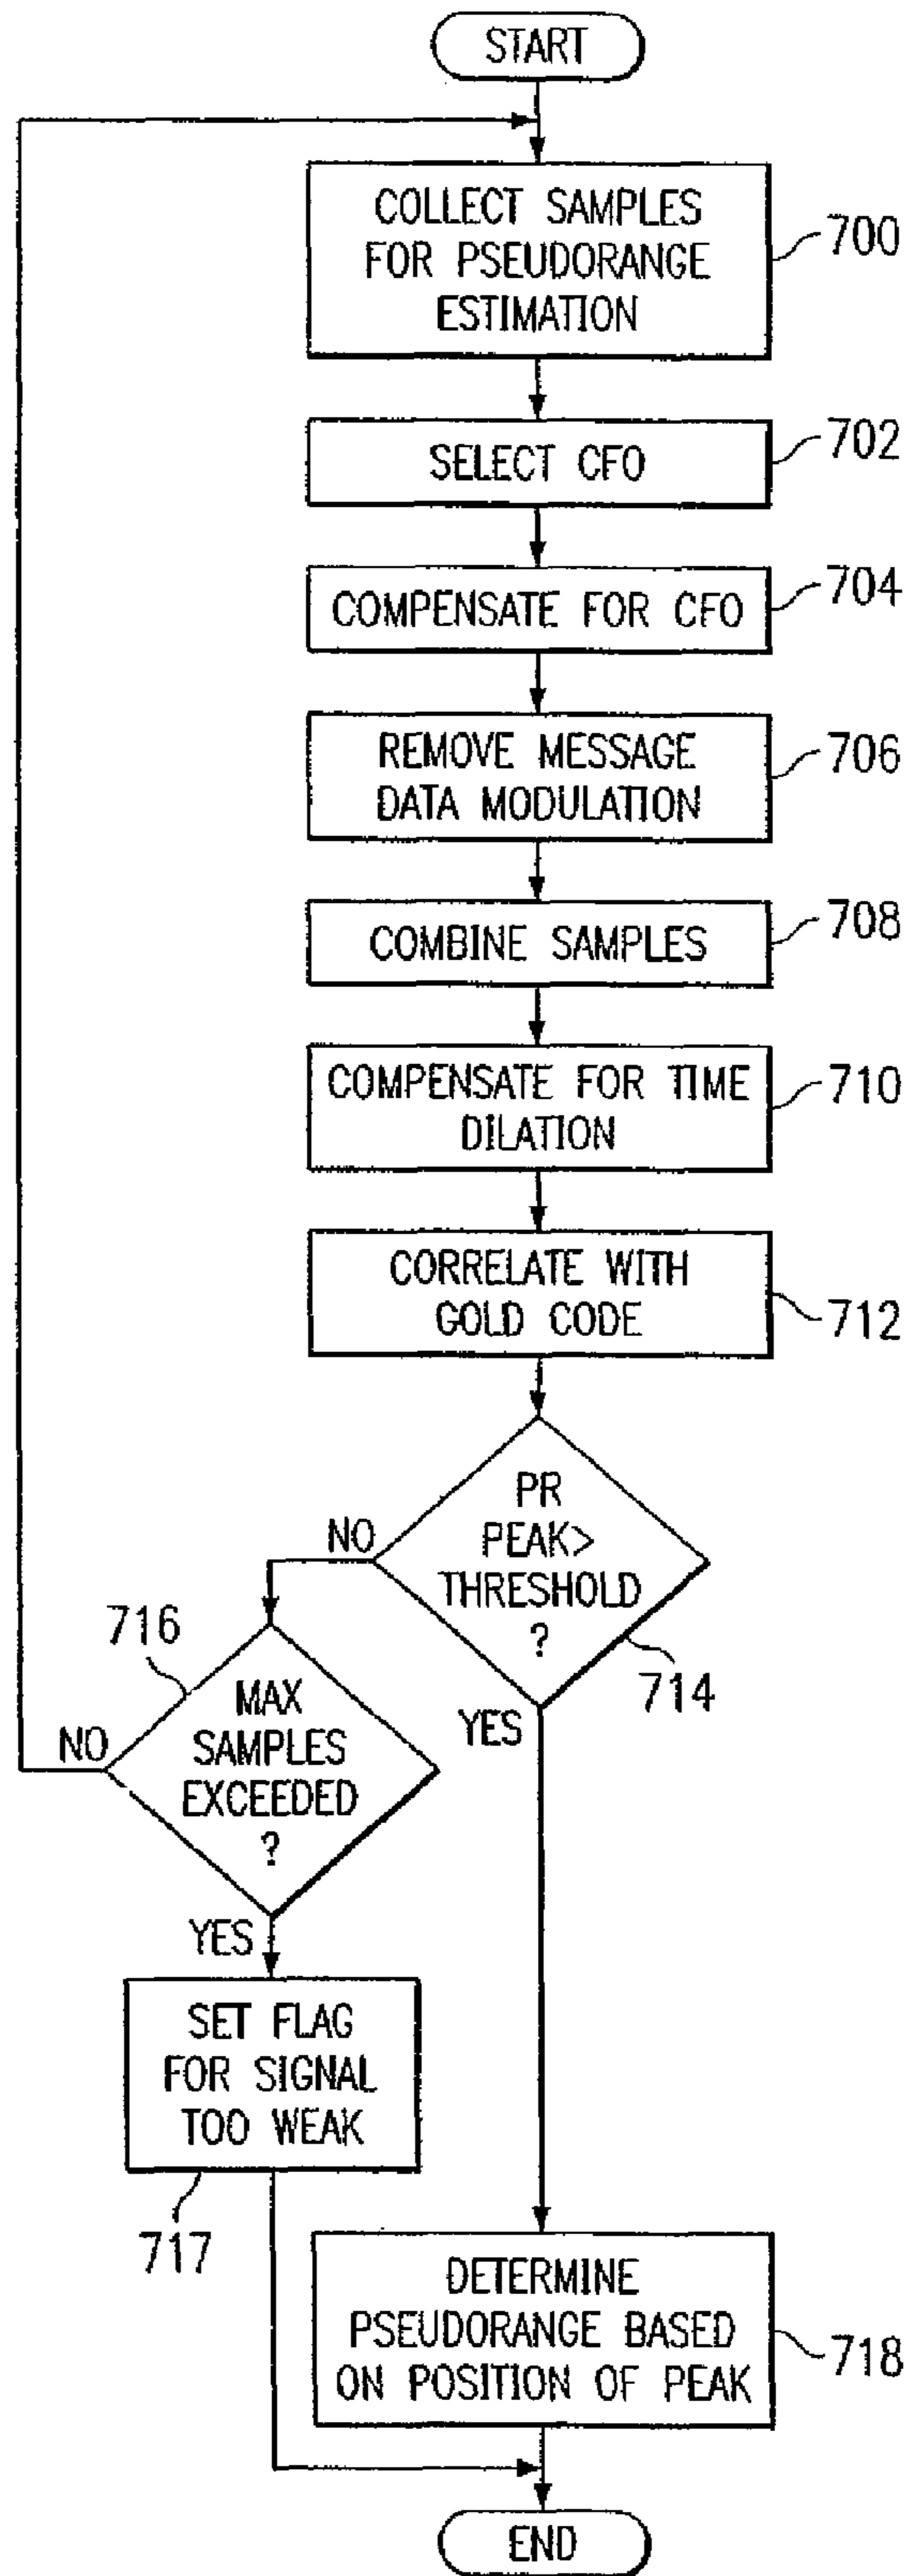 START
COLLECT SAMPLES
FOR PSEUDORANGE
ESTIMATION
700
SELECT CFO
702
COMPENSATE FOR CFO
704
REMOVE MESSAGE
DATA MODULATION
706
COMBINE SAMPLES
708
COMPENSATE FOR TIME
DILATION
710
CORRELATE WITH
GOLD CODE
712
PR
PEAK>
THRESHOLD
?
714
NO
YES
716
MAX
SAMPLES
EXCEEDED
?
NO
YES
SET FLAG
FOR SIGNAL
TOO WEAK
717
DETERMINE
PSEUDORANGE BASED
ON POSITION OF PEAK
718
END